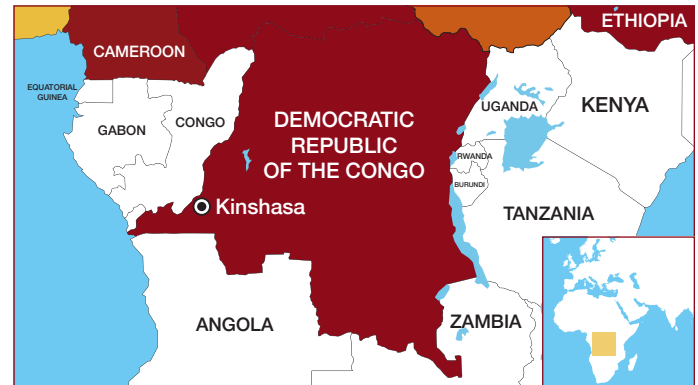 ETHIOPIA
CAMEROON
EQUATORIAL
GUINEA
GABON
CONGO
DEMOCRATIC
REPUBLIC
OF THE CONGO
UGANDA
KENYA
RWANDA
BURUNDI
Kinshasa
TANZANIA
ANGOLA
ZAMBIA